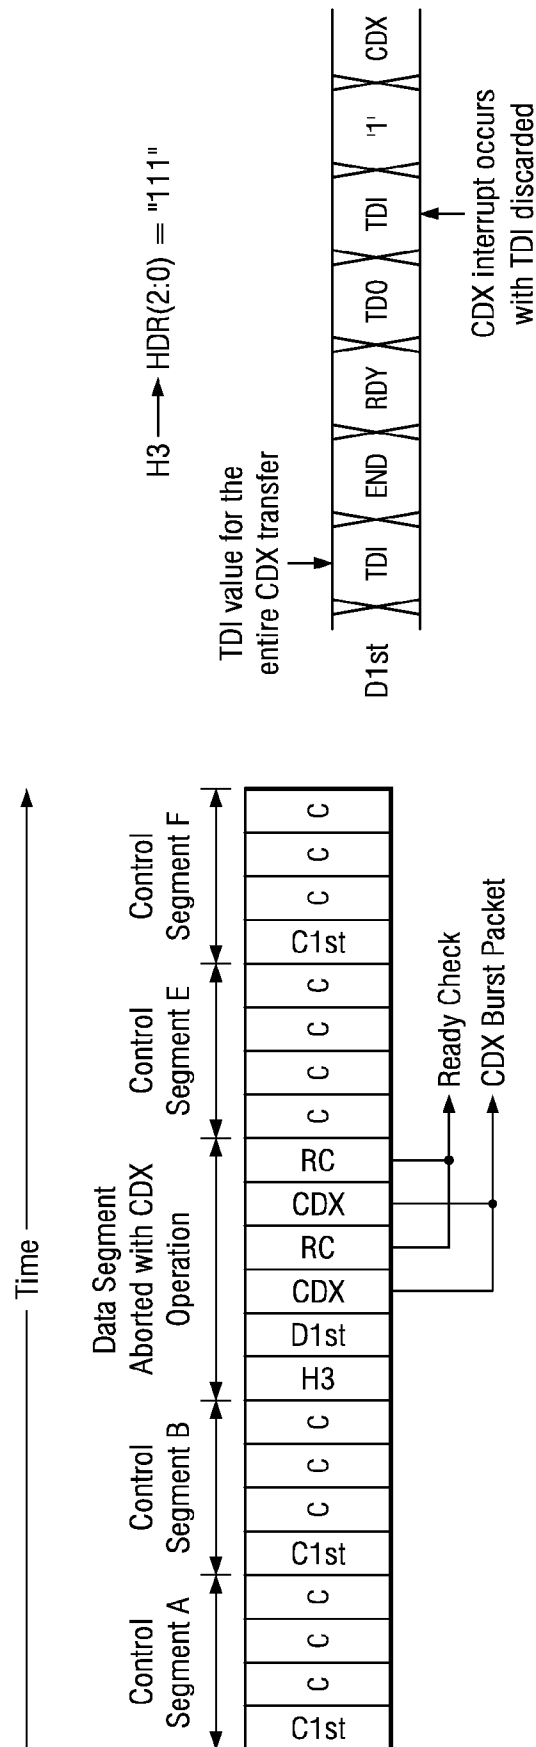 Time
Control
Segment A
Control
Segment B
Data Segment
Aborted with CDX
Operation
Control
Segment E
Control
Segment F
C1st C C C C1st C C C H3 D1st CDX RC CDX RC C C C C C1st C C C
Ready Check
CDX Burst Packet
H3 → HDR(2:0) = "111"
TDI value for the
entire CDX transfer
D1st TDI END RDY TDO TDI '1' CDX
CDX interrupt occurs
with TDI discarded